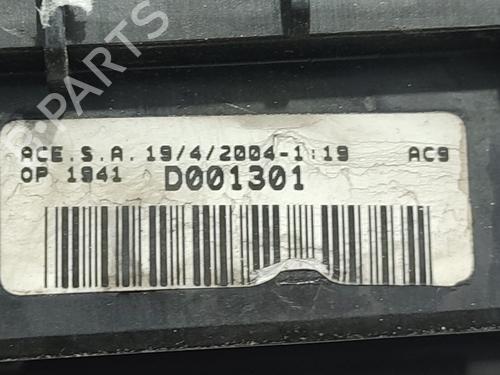 B-PARTS
ACE.S.A. 19/4/2004-1:19 AC9
OP 1941 D001301